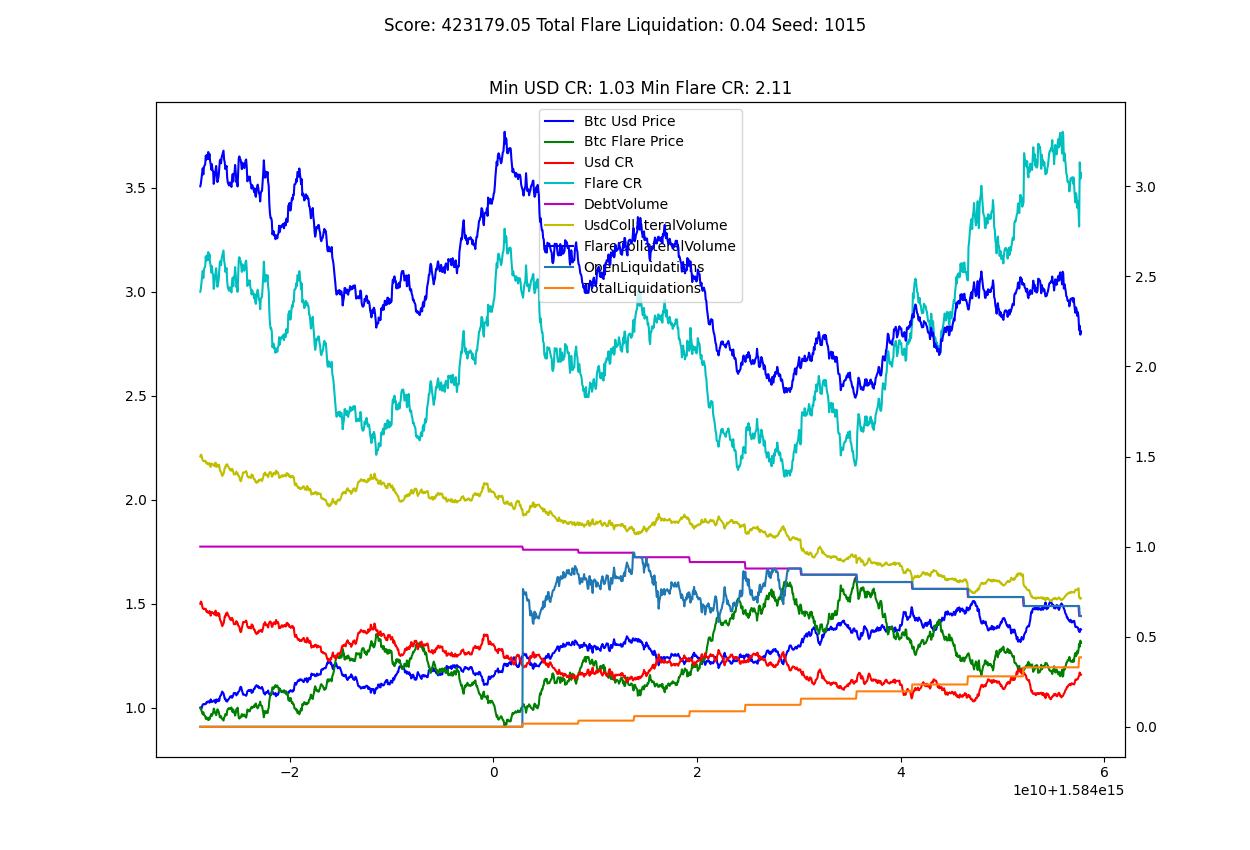 Score: 423179.05 Total Flare Liquidation: 0.04 Seed: 1015
Min USD CR: 1.03 Min Flare CR: 2.11
Btc Usd Price
Btc Flare Price
Usd CR
Flare CR
DebtVolume
UsdCollateralVolume
FlareCollateralVolume
OpenLiquidations
TotalLiquidations
3.5
3.0
2.5
2.0
1.5
1.0
3.0
2.5
2.0
1.5
1.0
0.5
0.0
−2 0 2 4 6
1e10+1.584e15